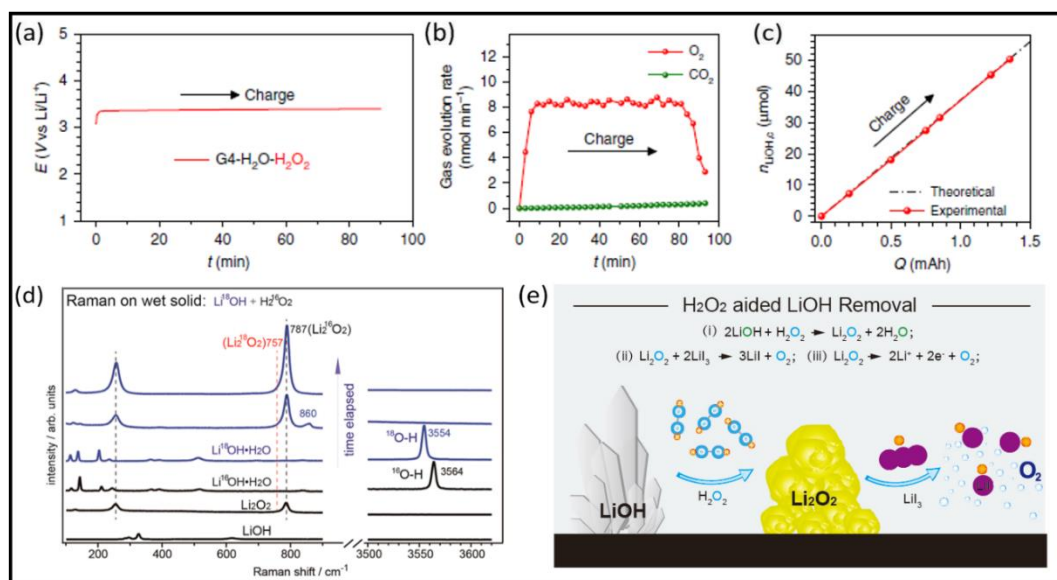 (a)
5
4
3
2
1
E (V vs Li/Li⁺)
Charge
G4-H₂O-H₂O₂
0 20 40 60 80 100
t (min)
(b)
12
10
8
6
4
2
0
Gas evolution rate
(nmol min⁻¹)
O₂
CO₂
Charge
0 20 40 60 80 100
t (min)
(c)
60
50
40
30
20
10
0
Charge
Theoretical
Experimental
0.0 0.5 1.0 1.5
Q (mAh)
(d)
Raman on wet solid: Li¹⁸OH + H₂¹⁶O₂
(Li₂¹⁸O₂)757
787(Li₂¹⁶O₂)
860
time elapsed
intensity / arb. units
Li¹⁸OH•H₂O
¹⁸O-H
3554
Li¹⁶OH•H₂O
¹⁶O-H
3564
Li₂O₂
LiOH
200 400 600 800 3500 3550 3600
Raman shift / cm⁻¹
(e)
H₂O₂ aided LiOH Removal
(i) 2LiOH + H₂O₂ → Li₂O₂ + 2H₂O;
(ii) Li₂O₂ + 2LiI₃ → 3LiI + O₂; (iii) Li₂O₂ → 2Li⁺ + 2e⁻ + O₂;
LiOH
H₂O₂
Li₂O₂
LiI₃
O₂